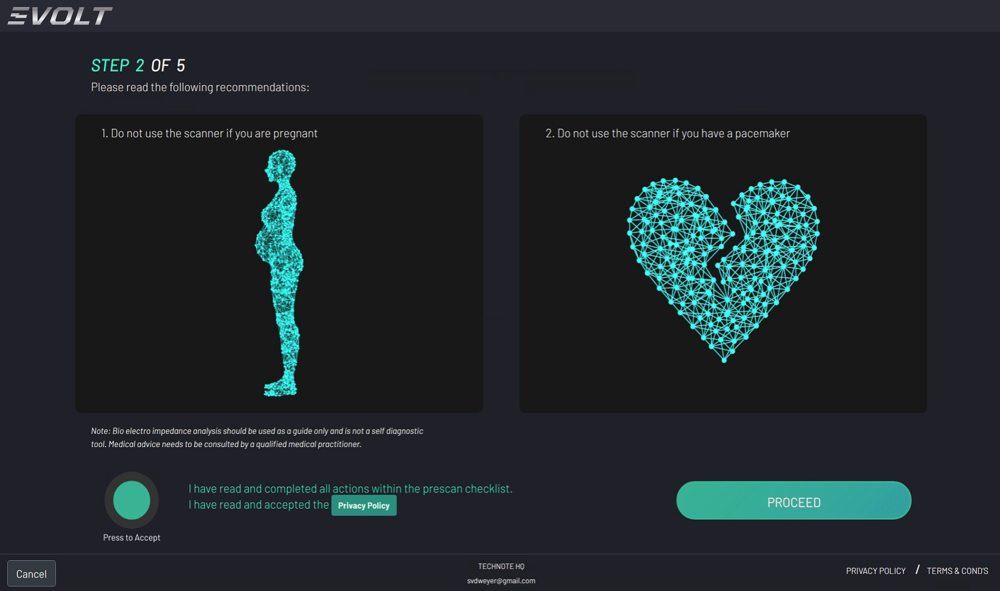 EVOLT
STEP 2 OF 5
Please read the following recommendations:
1. Do not use the scanner if you are pregnant
2. Do not use the scanner if you have a pacemaker
Note: Bio electro impedance analysis should be used as a guide only and is not a self diagnostic
tool. Medical advice needs to be consulted by a qualified medical practitioner.
I have read and completed all actions within the prescan checklist.
I have read and accepted the Privacy Policy
Press to Accept
PROCEED
Cancel
TECHNOTE HQ
svdweyer@gmail.com
PRIVACY POLICY / TERMS & COND'S